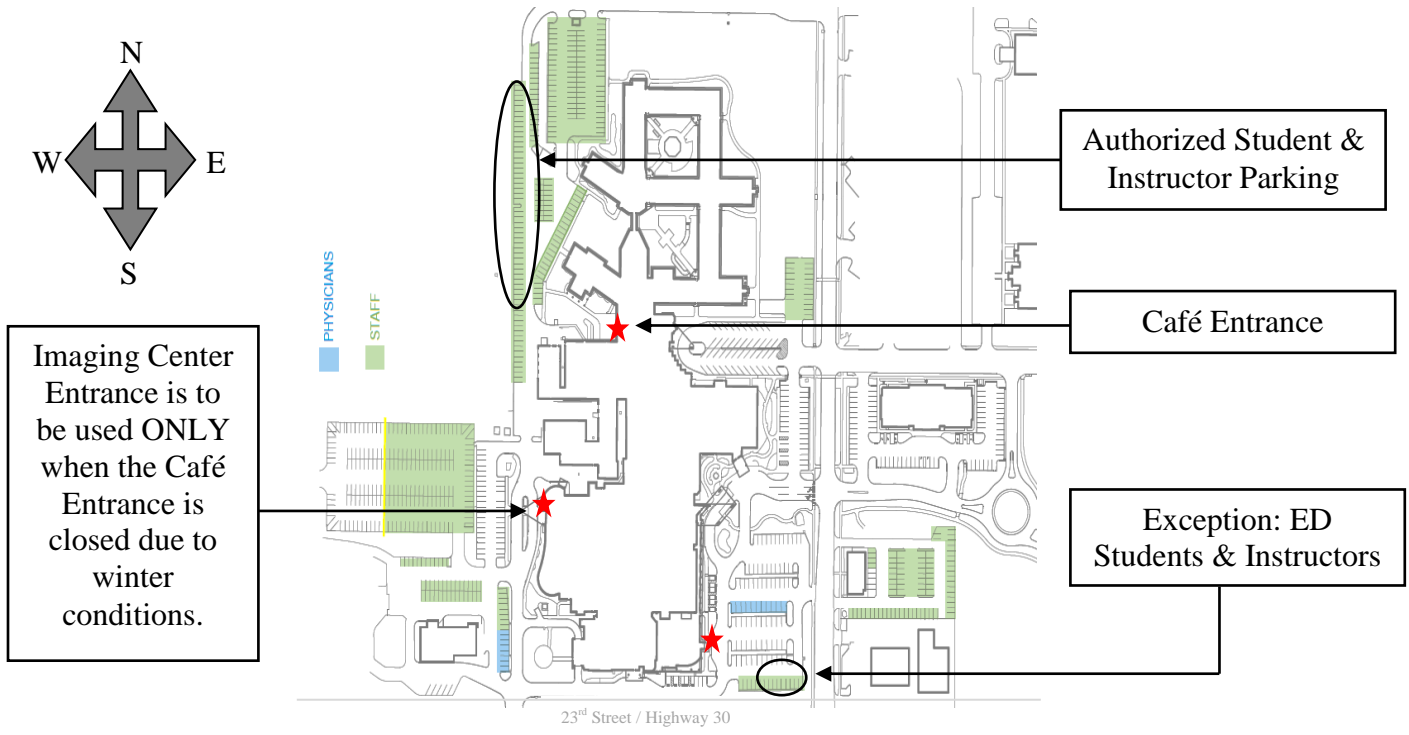 N
W
E
S
PHYSICIANS
STAFF
Authorized Student &
Instructor Parking
Café Entrance
Imaging Center
Entrance is to
be used ONLY
when the Café
Entrance is
closed due to
winter
conditions.
Exception: ED
Students & Instructors
23rd Street / Highway 30